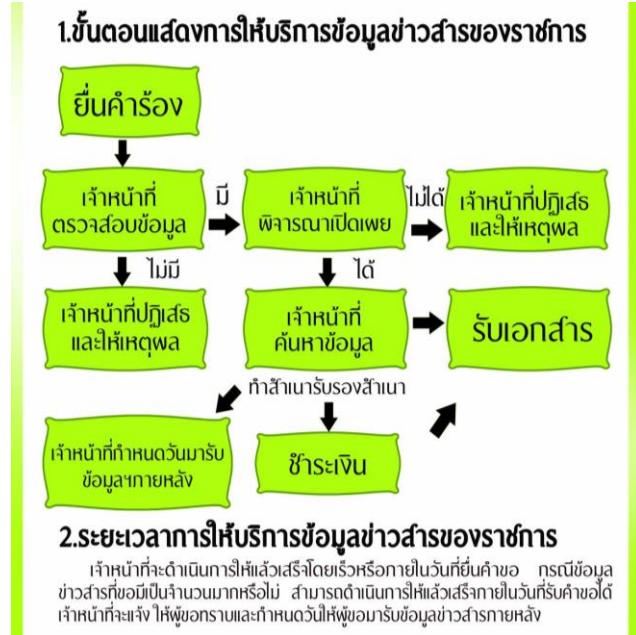 1.ขั้นตอนแสดงการให้บริการข้อมูลข่าวสารของราชการ
ยื่นคำร้อง
เจ้าหน้าที่
ตรวจสอบข้อมูล
มี
เจ้าหน้าที่
พิจารณาเปิดเผย
ไม่ได้
เจ้าหน้าที่ปฏิเสธ
และให้เหตุผล
ไม่มี
ได้
เจ้าหน้าที่ปฏิเสธ
และให้เหตุผล
เจ้าหน้าที่
ค้นหาข้อมูล
รับเอกสาร
ทำสำเนารับรองสำเนา
เจ้าหน้าที่กำหนดวันมารับ
ข้อมูลฯภายหลัง
ชำระเงิน
2.ระยะเวลาการให้บริการข้อมูลข่าวสารของราชการ
เจ้าหน้าที่จะดำเนินการให้แล้วเสร็จโดยเร็วหรือภายในวันที่ยื่นคำขอ กรณีข้อมูล
ข่าวสารที่ขอมีเป็นจำนวนมากหรือไม่ สามารถดำเนินการให้แล้วเสร็จภายในวันที่รับคำขอได้
เจ้าหน้าที่จะแจ้ง ให้ผู้ขอทราบและกำหนดวันให้ผู้ขอมารับข้อมูลข่าวสารภายหลัง